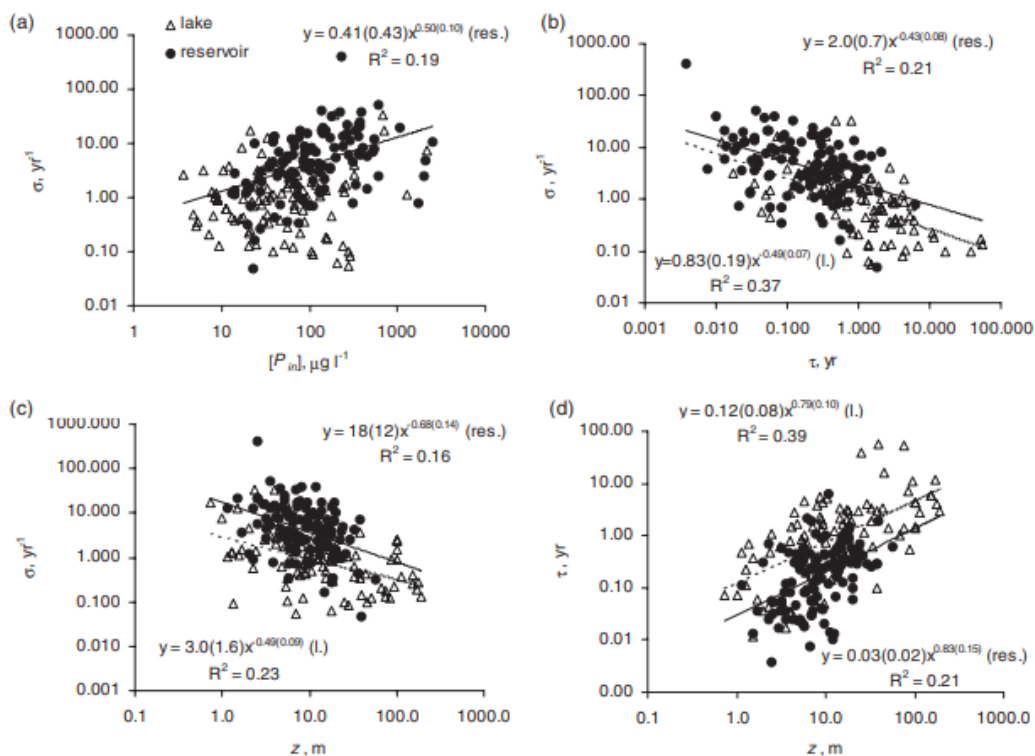 (a)
lake
reservoir
y = 0.41(0.43)x^0.50(0.10) (res.)
R² = 0.19
1000.00
100.00
10.00
1.00
0.10
0.01
σ, yr⁻¹
1
10
100
1000
10000
[P_in], µg l⁻¹
(b)
y = 2.0(0.7)x^-0.43(0.08) (res.)
R² = 0.21
1000.00
100.00
10.00
1.00
0.10
0.01
σ, yr⁻¹
y=0.83(0.19)x^-0.49(0.07) (l.)
R² = 0.37
0.001
0.010
0.100
1.000
10.000
100.000
τ, yr
(c)
y = 18(12)x^-0.68(0.14) (res.)
R² = 0.16
1000.000
100.000
10.000
1.000
0.100
0.010
0.001
σ, yr⁻¹
y = 3.0(1.6)x^-0.49(0.09) (l.)
R² = 0.23
0.1
1.0
10.0
100.0
1000.0
z, m
(d)
y = 0.12(0.08)x^0.79(0.10) (l.)
R² = 0.39
100.00
10.00
1.00
0.10
0.01
0.00
τ, yr
y = 0.03(0.02)x^0.83(0.15) (res.)
R² = 0.21
0.1
1.0
10.0
100.0
1000.0
z, m